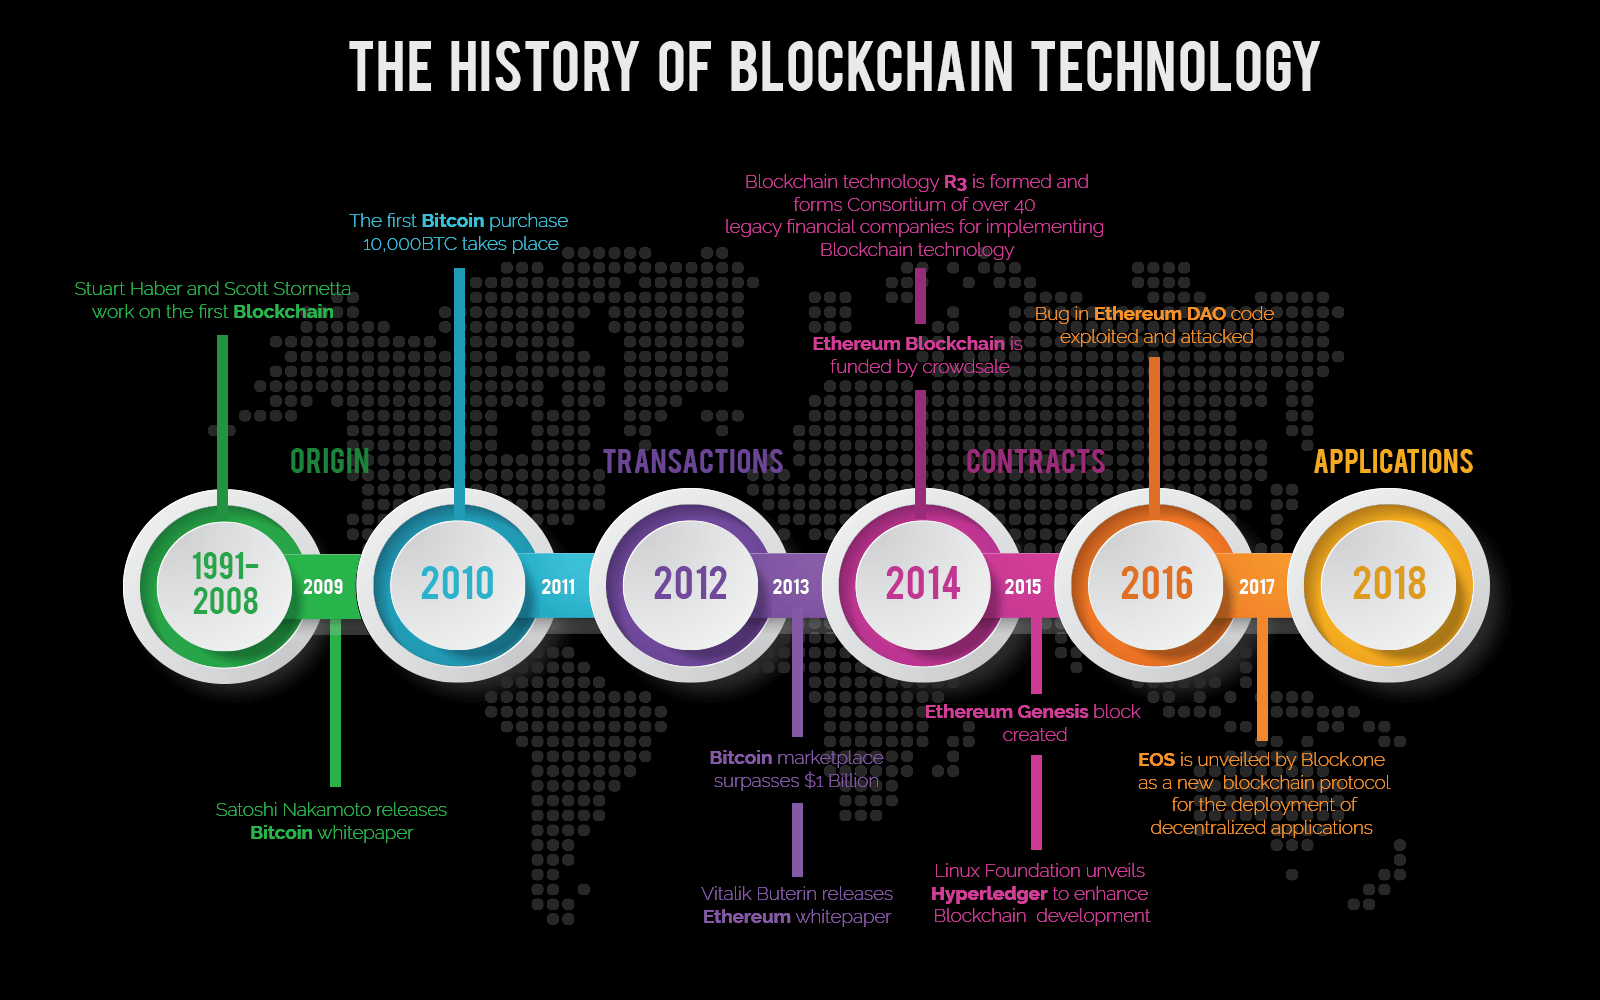 THE HISTORY OF BLOCKCHAIN TECHNOLOGY
Blockchain technology R3 is formed and
forms Consortium of over 40
legacy financial companies for implementing
Blockchain technology
The first Bitcoin purchase
10,000BTC takes place
Stuart Haber and Scott Stornetta
work on the first Blockchain
Ethereum Blockchain is
funded by crowdsale
Bug in Ethereum DAO code
exploited and attacked
ORIGIN
TRANSACTIONS
CONTRACTS
APPLICATIONS
1991-
2008
2009
2010
2011
2012
2013
2014
2015
2016
2017
2018
Satoshi Nakamoto releases
Bitcoin whitepaper
Bitcoin marketplace
surpasses $1 Billion
Vitalik Buterin releases
Ethereum whitepaper
Ethereum Genesis block
created
Linux Foundation unveils
Hyperledger to enhance
Blockchain development
EOS is unveiled by Block.one
as a new blockchain protocol
for the deployment of
decentralized applications